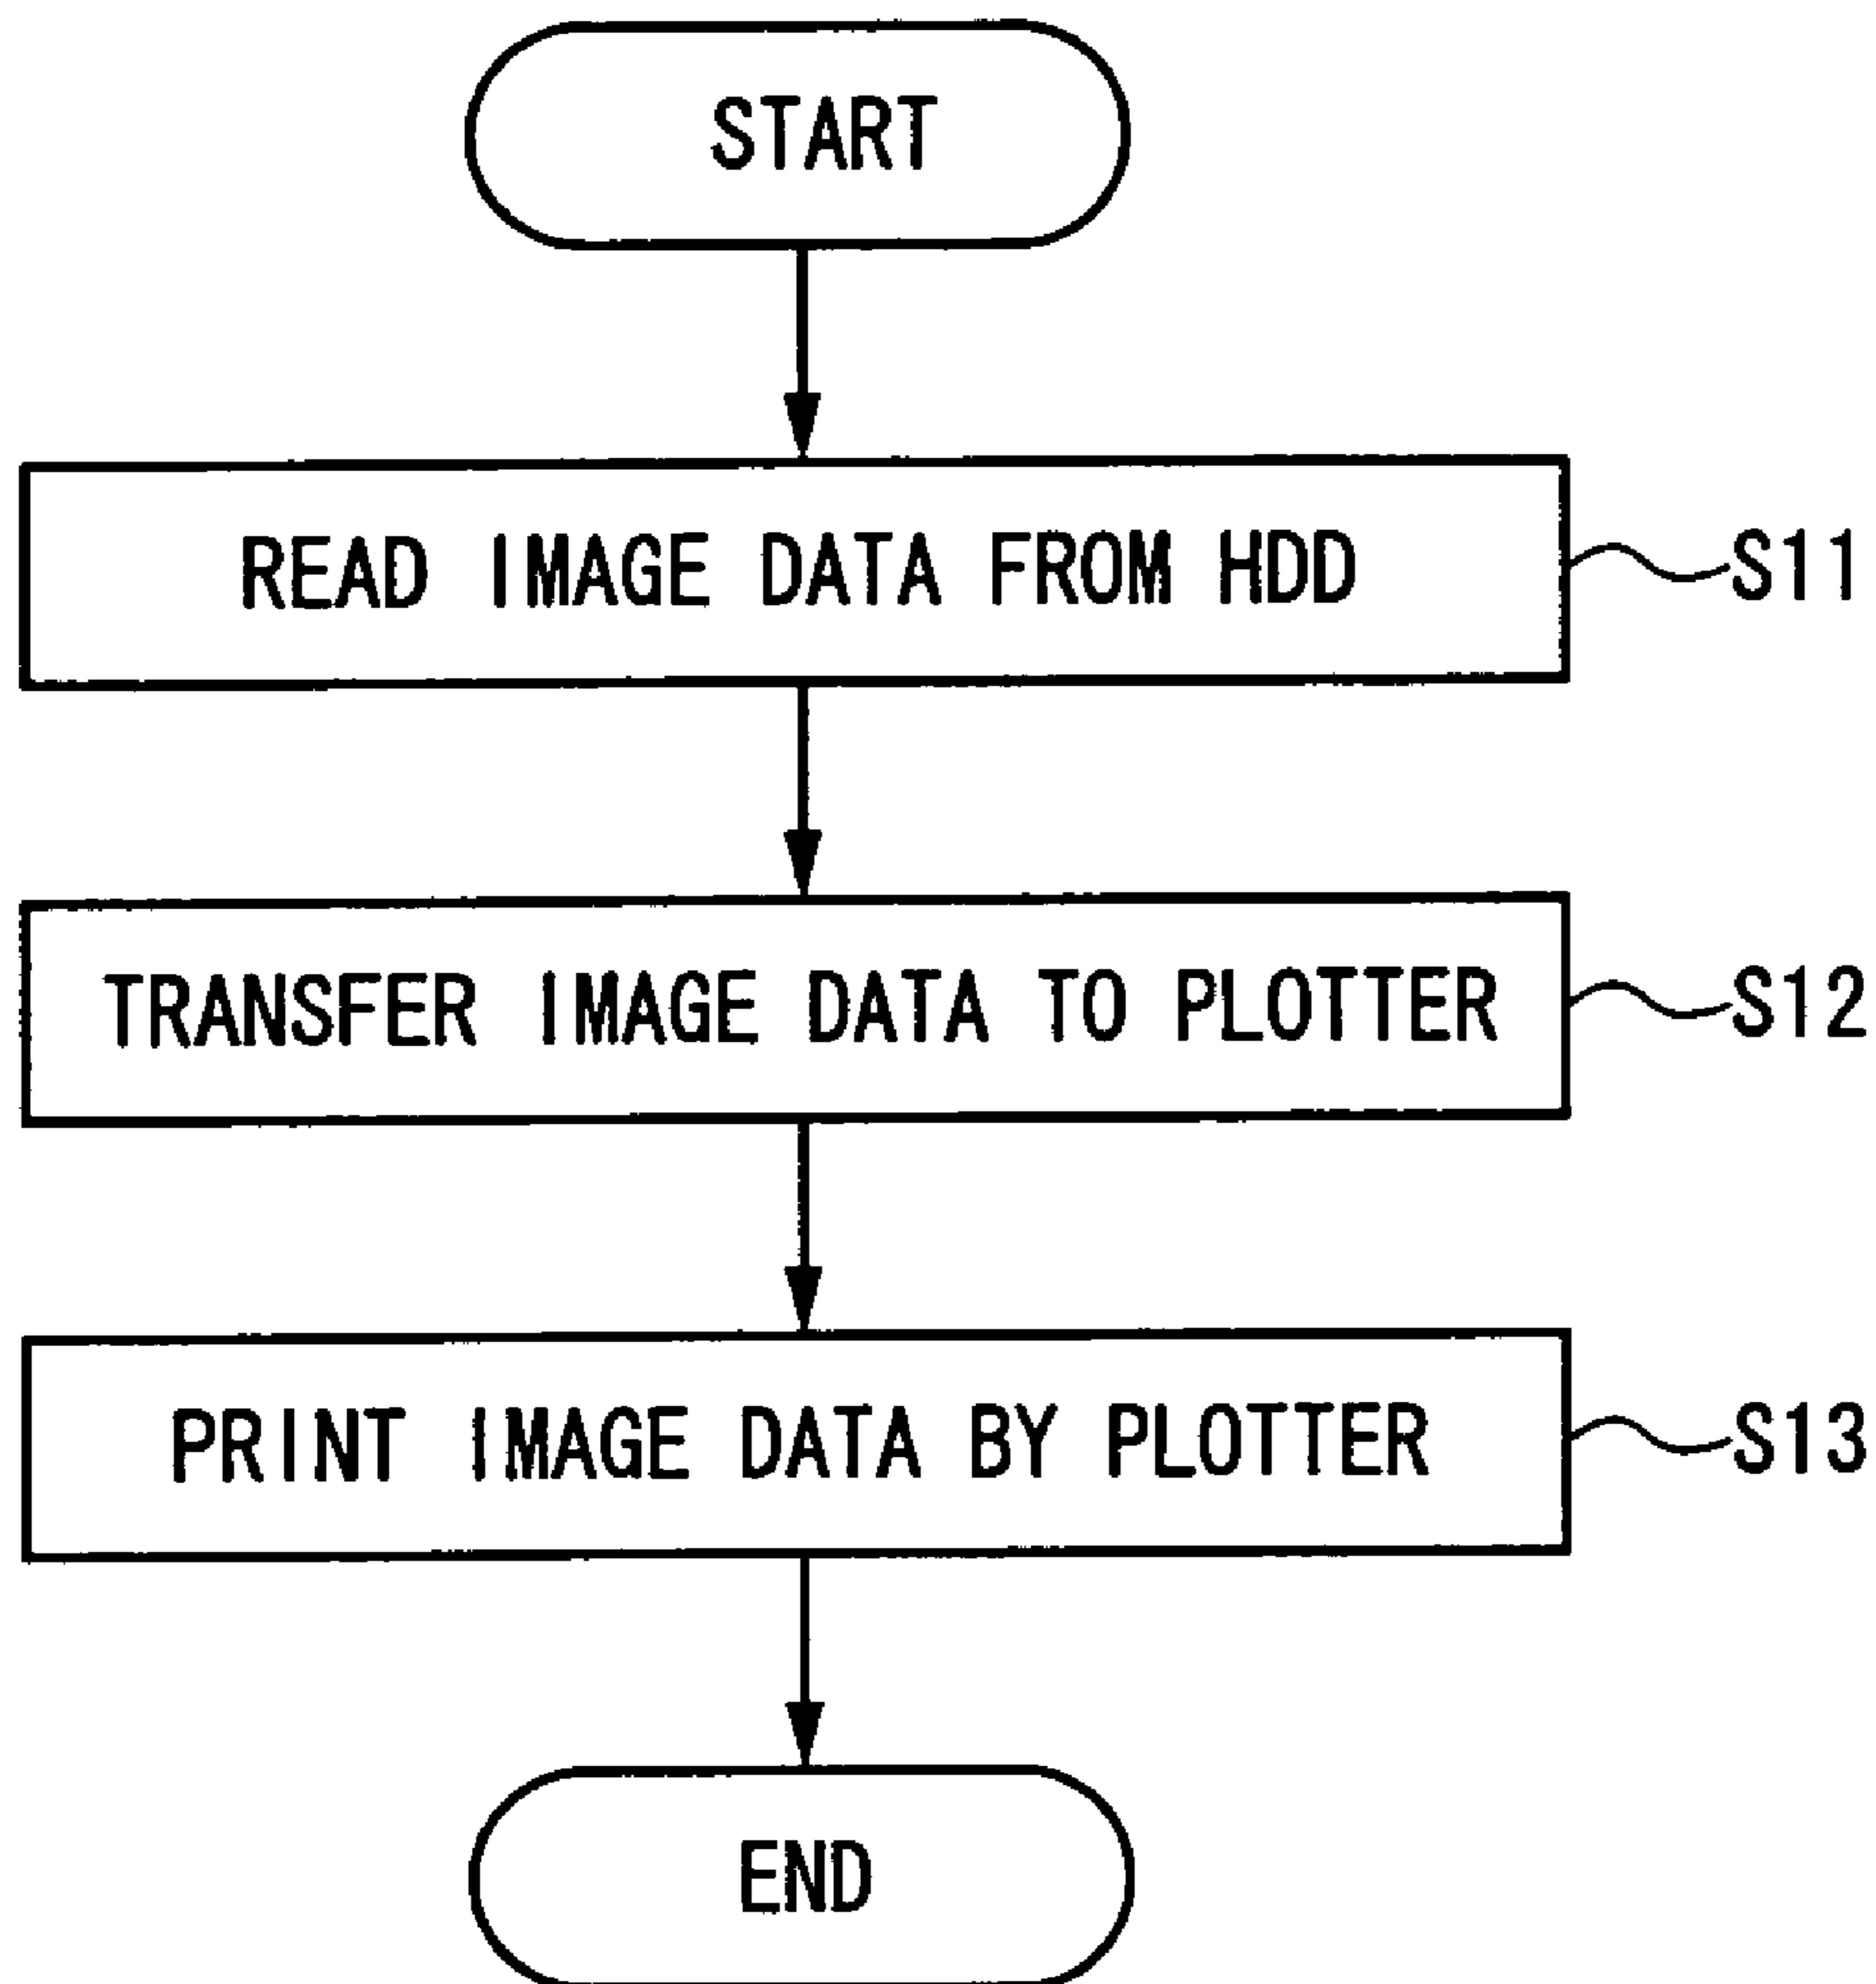 START
READ IMAGE DATA FROM HDD
S11
TRANSFER IMAGE DATA TO PLOTTER
S12
PRINT IMAGE DATA BY PLOTTER
S13
END